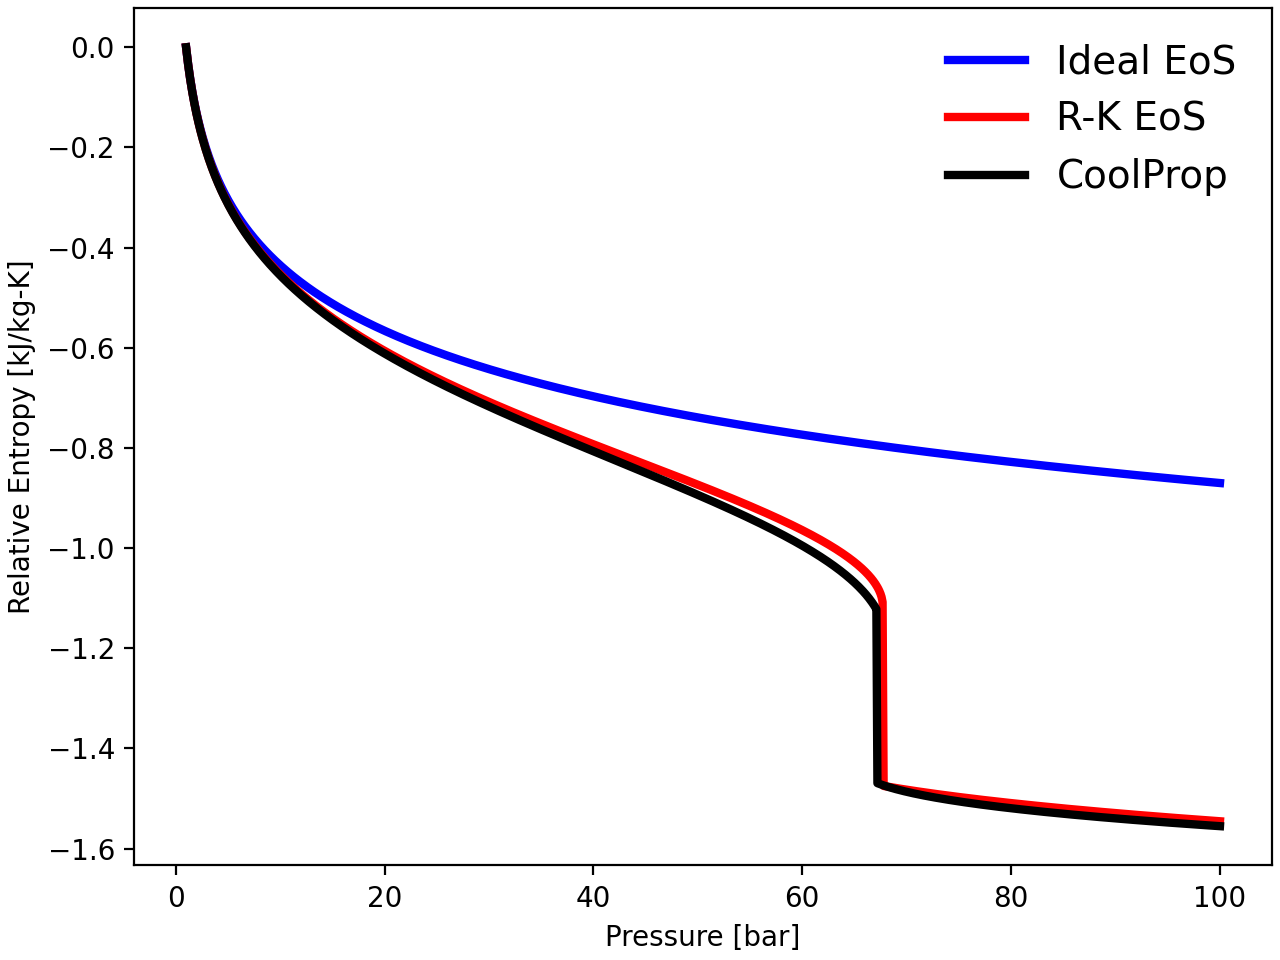 0.0
−0.2
−0.4
−0.6
−0.8
−1.0
−1.2
−1.4
−1.6
Relative Entropy [kJ/kg-K]
0 20 40 60 80 100
Pressure [bar]
Ideal EoS
R-K EoS
CoolProp